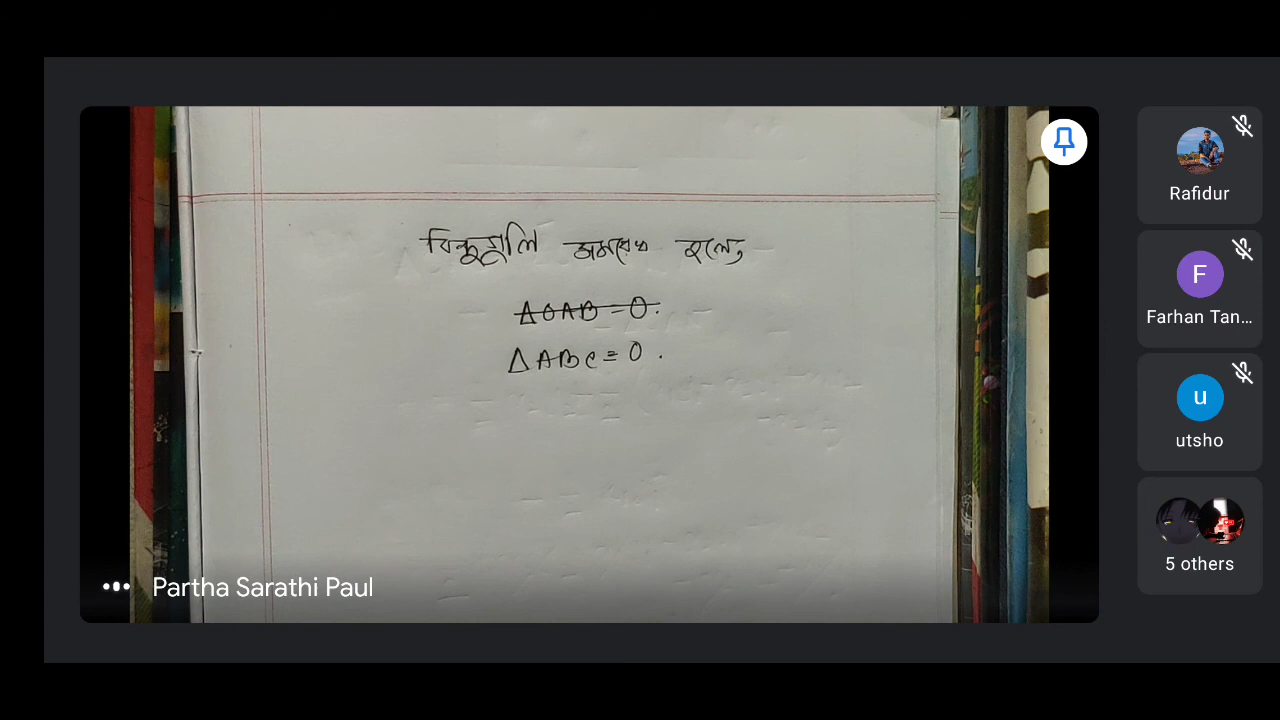 বিন্দুগুলি সমরেখ হলে,
ΔOAB = 0.
ΔABC = 0.
Partha Sarathi Paul
Rafidur
F
Farhan Tan...
u
utsho
5 others